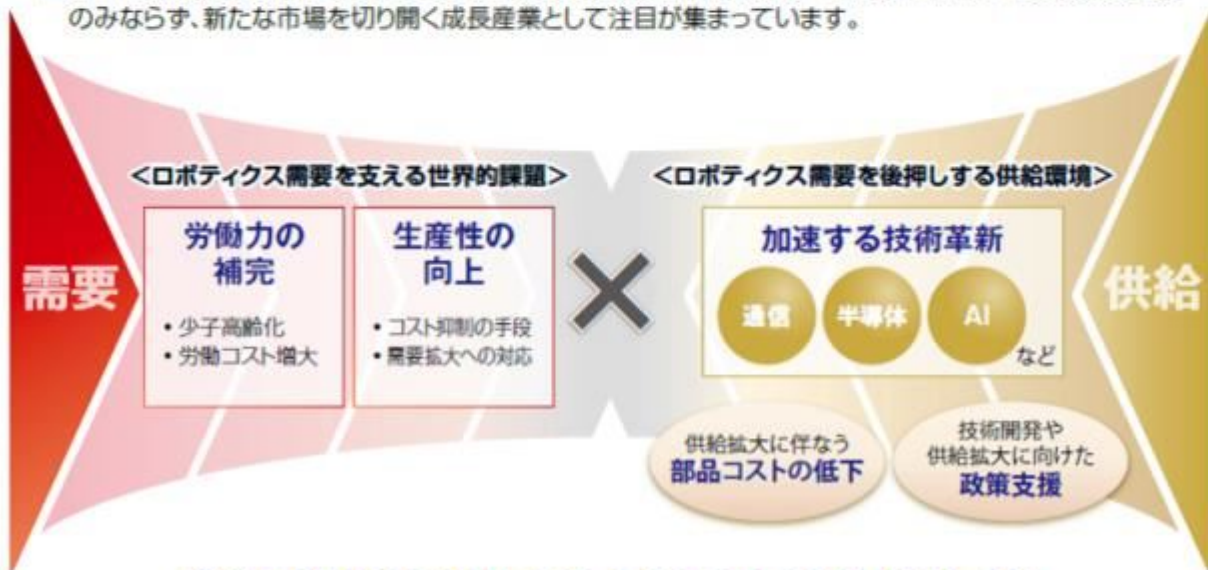 のみならず、新たな市場を切り開く成長産業として注目が集まっています。
<ロボティクス需要を支える世界的課題>
<ロボティクス需要を後押しする供給環境>
需要
労働力の
補完
• 少子高齢化
• 労働コスト増大
生産性の
向上
• コスト抑制の手段
• 需要拡大への対応
×
加速する技術革新
通信
半導体
AI
など
供給
供給拡大に伴なう
部品コストの低下
技術開発や
供給拡大に向けた
政策支援